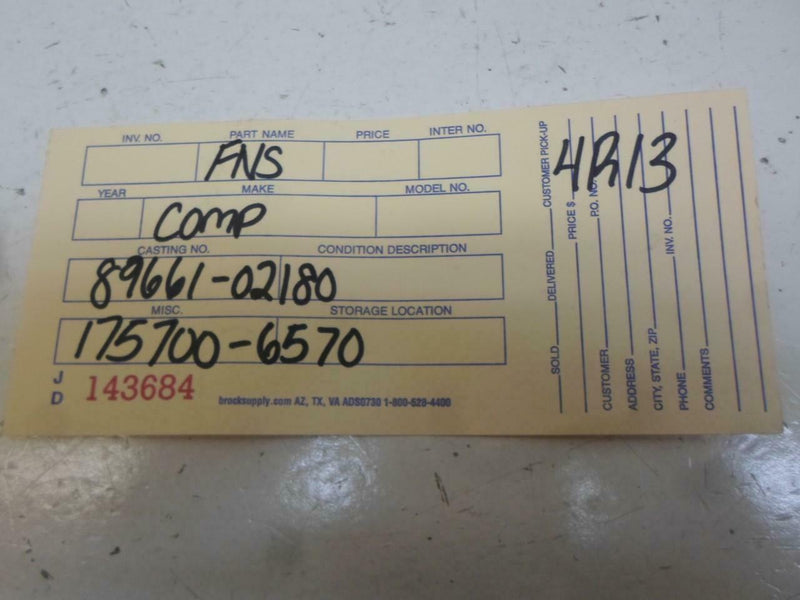 INV. NO. PART NAME PRICE INTER NO.
FNS
YEAR MAKE MODEL NO.
COMP
CASTING NO. CONDITION DESCRIPTION
89661-02180
MISC. STORAGE LOCATION
175700-6570
J D 143684
brocksupply.com AZ, TX, VA ADS0730 1-800-528-4400
SOLD DELIVERED CUSTOMER PICK-UP
4R13
PRICE $ P.O. NO.
CUSTOMER
ADDRESS
CITY, STATE, ZIP
PHONE INV. NO.
COMMENTS